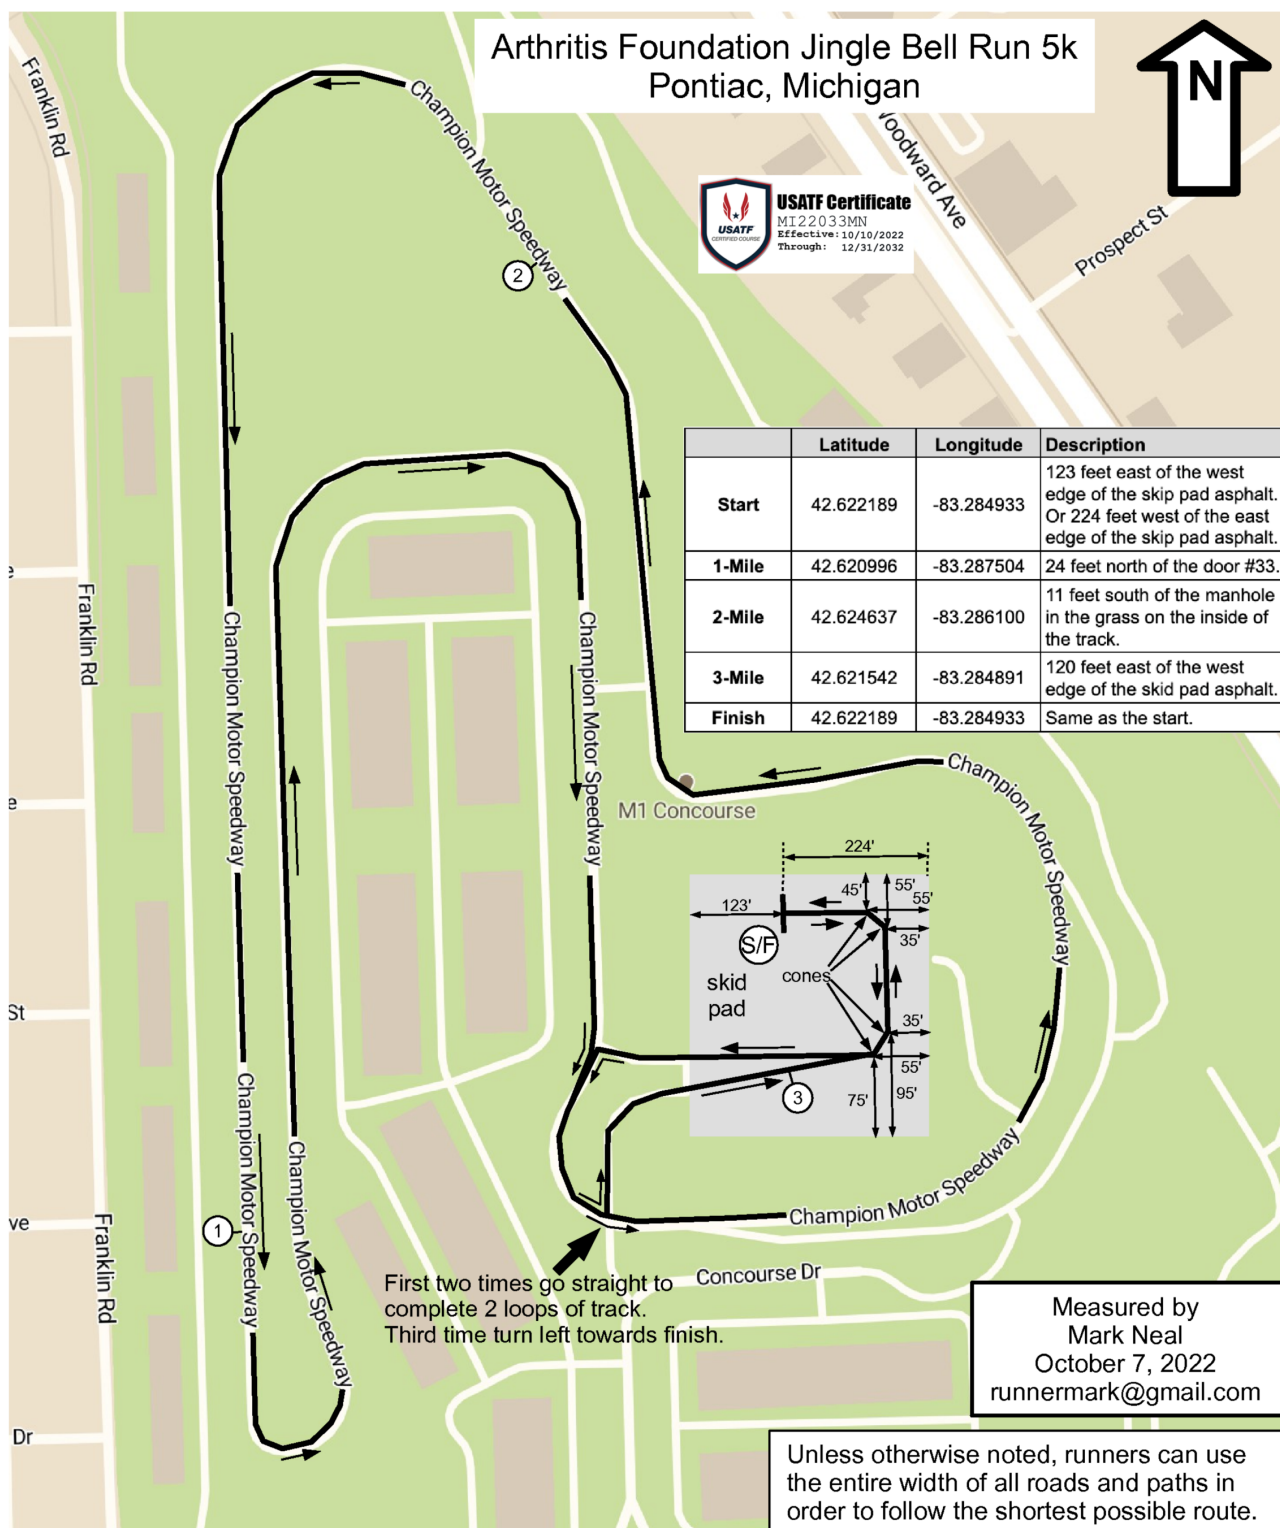 Arthritis Foundation Jingle Bell Run 5k
Pontiac, Michigan
N
Franklin Rd
Champion Motor Speedway
Woodward Ave
Prospect St
USATF
CERTIFIED COURSE
USATF Certificate
MI22033MN
Effective: 10/10/2022
Through: 12/31/2032
2
Latitude Longitude Description
Start 42.622189 -83.284933 123 feet east of the west
edge of the skip pad asphalt.
Or 224 feet west of the east
edge of the skip pad asphalt.
1-Mile 42.620996 -83.287504 24 feet north of the door #33.
2-Mile 42.624637 -83.286100 11 feet south of the manhole
in the grass on the inside of
the track.
3-Mile 42.621542 -83.284891 120 feet east of the west
edge of the skid pad asphalt.
Finish 42.622189 -83.284933 Same as the start.
e
Franklin Rd
Champion Motor Speedway
Champion Motor Speedway
Champion Motor Speedway
e
M1 Concourse
224'
45'
55'
55'
123'
35'
S/F
cones
skid
pad
St
35'
55'
3
75'
95'
Champion Motor Speedway
Champion Motor Speedway
Champion Motor Speedway
ve
1
Franklin Rd
First two times go straight to
complete 2 loops of track.
Third time turn left towards finish.
Concourse Dr
Measured by
Mark Neal
October 7, 2022
runnermark@gmail.com
Dr
Unless otherwise noted, runners can use
the entire width of all roads and paths in
order to follow the shortest possible route.